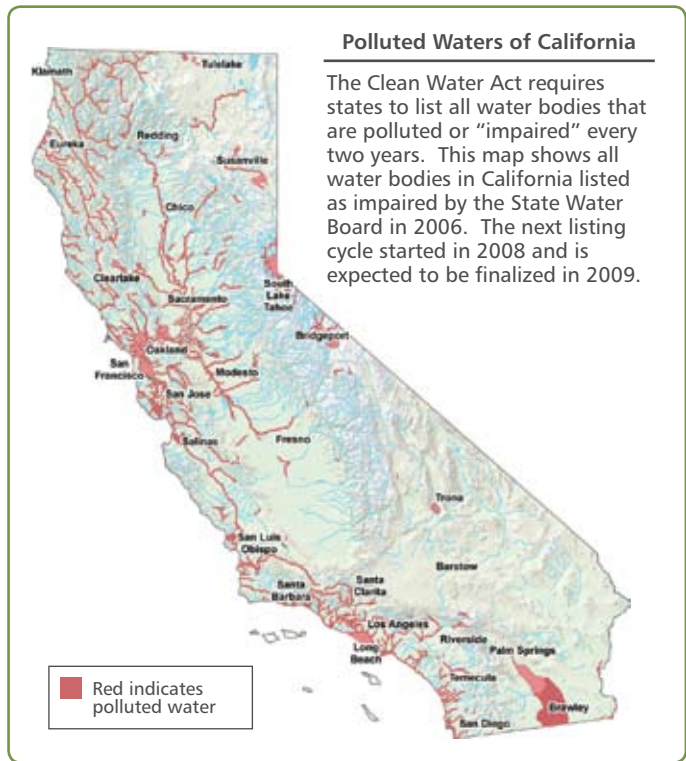 Polluted Waters of California
The Clean Water Act requires
states to list all water bodies that
are polluted or “impaired” every
two years. This map shows all
water bodies in California listed
as impaired by the State Water
Board in 2006. The next listing
cycle started in 2008 and is
expected to be finalized in 2009.
Klamath
Tulelake
Eureka
Redding
Susanville
Chico
Clearlake
Sacramento
South
Lake
Tahoe
Bridgeport
Oakland
San
Francisco
Modesto
San Jose
Salinas
Fresno
Trona
San Luis
Obispo
Barstow
Santa
Barbara
Santa
Clarita
Los Angeles
Long
Beach
Riverside
Palm Springs
Temecula
Brawley
San Diego
Red indicates
polluted water